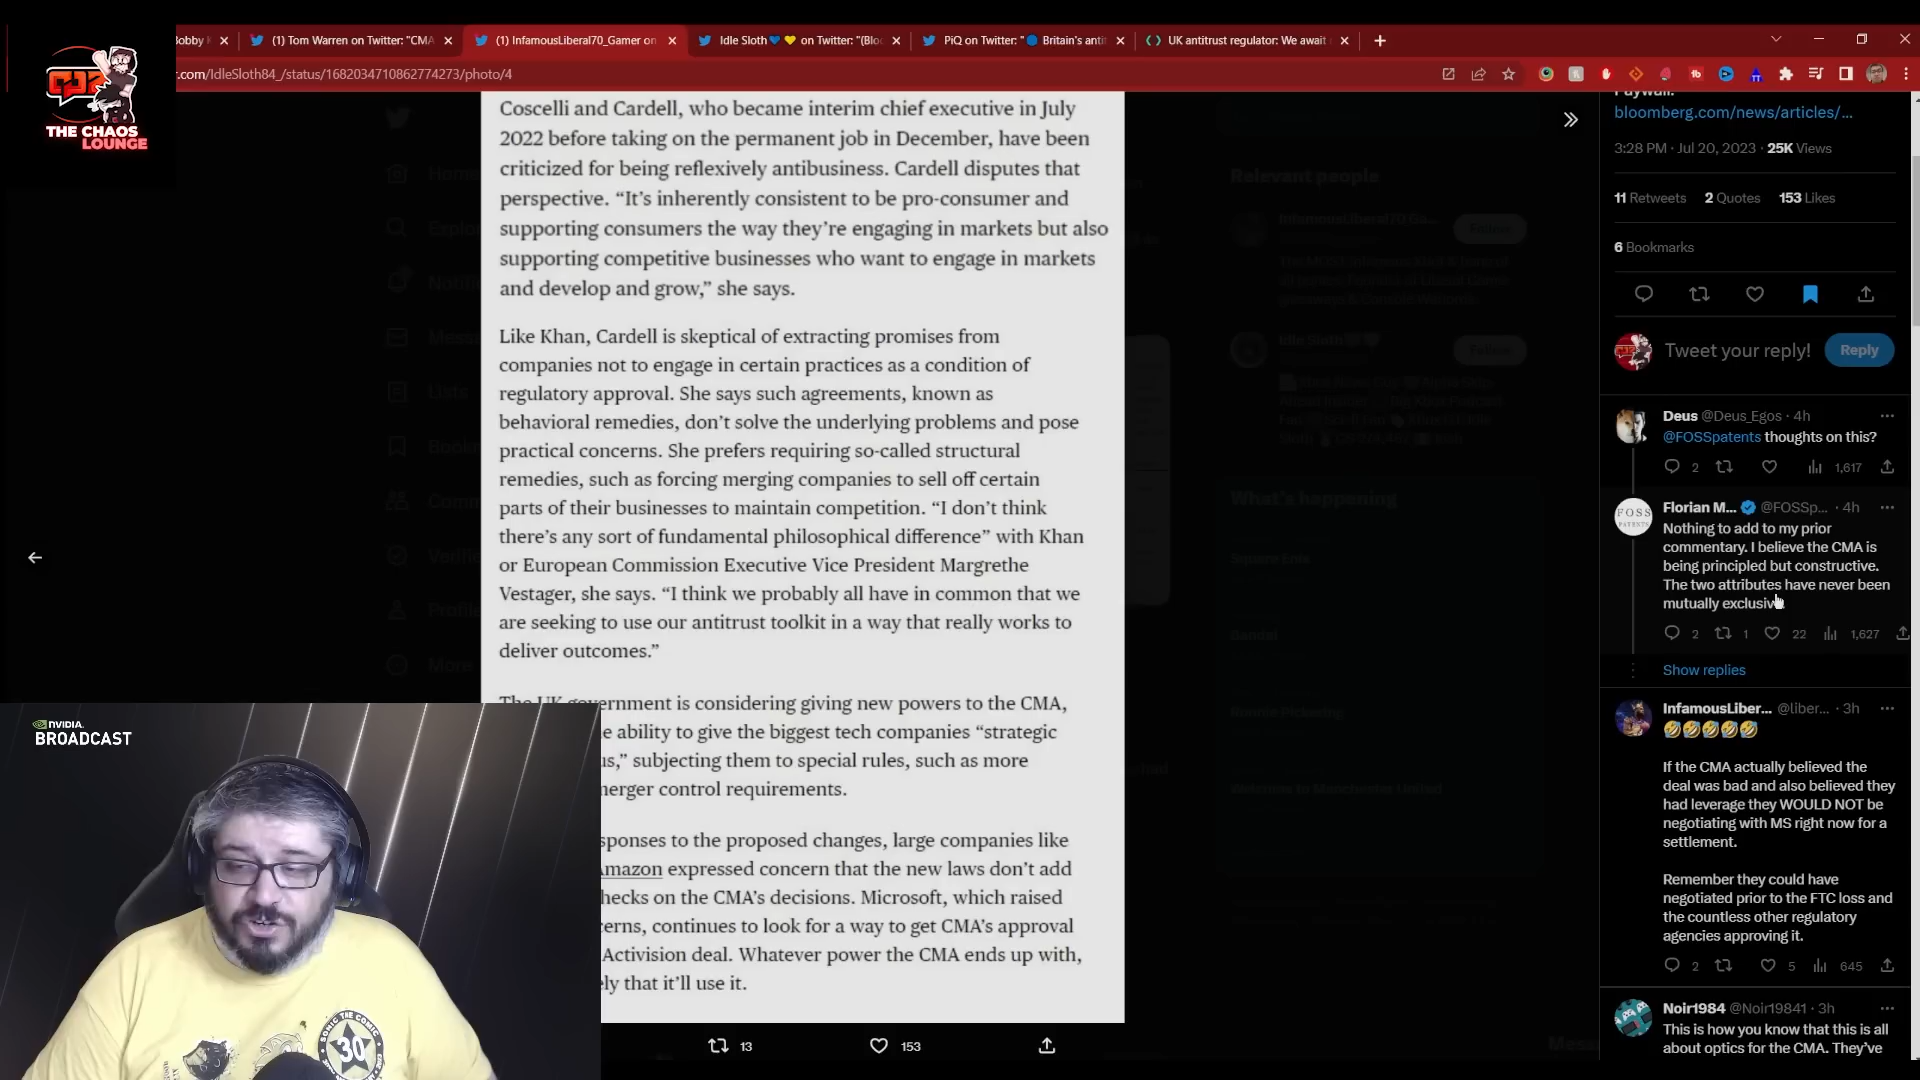 Bobby
(1) Tom Warren on Twitter: "CMA
(1) InfamousLiberal70_Gamer on
Idle Sloth💙💛 on Twitter: "(Bloo
PiQ on Twitter: "🔵 Britain's anti
UK antitrust regulator: We await
.com/IdleSloth84_/status/1682034710862774273/photo/4
THE CHAOS
LOUNGE
Coscelli and Cardell, who became interim chief executive in July
2022 before taking on the permanent job in December, have been
criticized for being reflexively antibusiness. Cardell disputes that
perspective. “It’s inherently consistent to be pro-consumer and
supporting consumers the way they’re engaging in markets but also
supporting competitive businesses who want to engage in markets
and develop and grow,” she says.
Like Khan, Cardell is skeptical of extracting promises from
companies not to engage in certain practices as a condition of
regulatory approval. She says such agreements, known as
behavioral remedies, don’t solve the underlying problems and pose
practical concerns. She prefers requiring so-called structural
remedies, such as forcing merging companies to sell off certain
parts of their businesses to maintain competition. “I don’t think
there’s any sort of fundamental philosophical difference” with Khan
or European Commission Executive Vice President Margrethe
Vestager, she says. “I think we probably all have in common that we
are seeking to use our antitrust toolkit in a way that really works to
deliver outcomes.”
The UK government is considering giving new powers to the CMA,
e ability to give the biggest tech companies “strategic
us,” subjecting them to special rules, such as more
merger control requirements.
sponses to the proposed changes, large companies like
Amazon expressed concern that the new laws don’t add
hecks on the CMA’s decisions. Microsoft, which raised
cerns, continues to look for a way to get CMA’s approval
Activision deal. Whatever power the CMA ends up with,
ely that it’ll use it.
13
153
NVIDIA.
BROADCAST
SONIC THE COMIC
30
Relevant people
What's happening
Paywall:
bloomberg.com/news/articles/...
3:28 PM · Jul 20, 2023 · 25K Views
11 Retweets 2 Quotes 153 Likes
6 Bookmarks
Tweet your reply!
Reply
Deus @Deus_Egos · 4h
@FOSSpatents thoughts on this?
2 1,617
FOSS
PATENTS
Florian M... @FOSSp... · 4h
Nothing to add to my prior
commentary. I believe the CMA is
being principled but constructive.
The two attributes have never been
mutually exclusive.
2 1 22 1,627
Show replies
InfamousLiber... @liber... · 3h
🤣🤣🤣🤣🤣
If the CMA actually believed the
deal was bad and also believed they
had leverage they WOULD NOT be
negotiating with MS right now for a
settlement.
Remember they could have
negotiated prior to the FTC loss and
the countless other regulatory
agencies approving it.
2 5 645
Noir1984 @Noir19841 · 3h
This is how you know that this is all
about optics for the CMA. They've